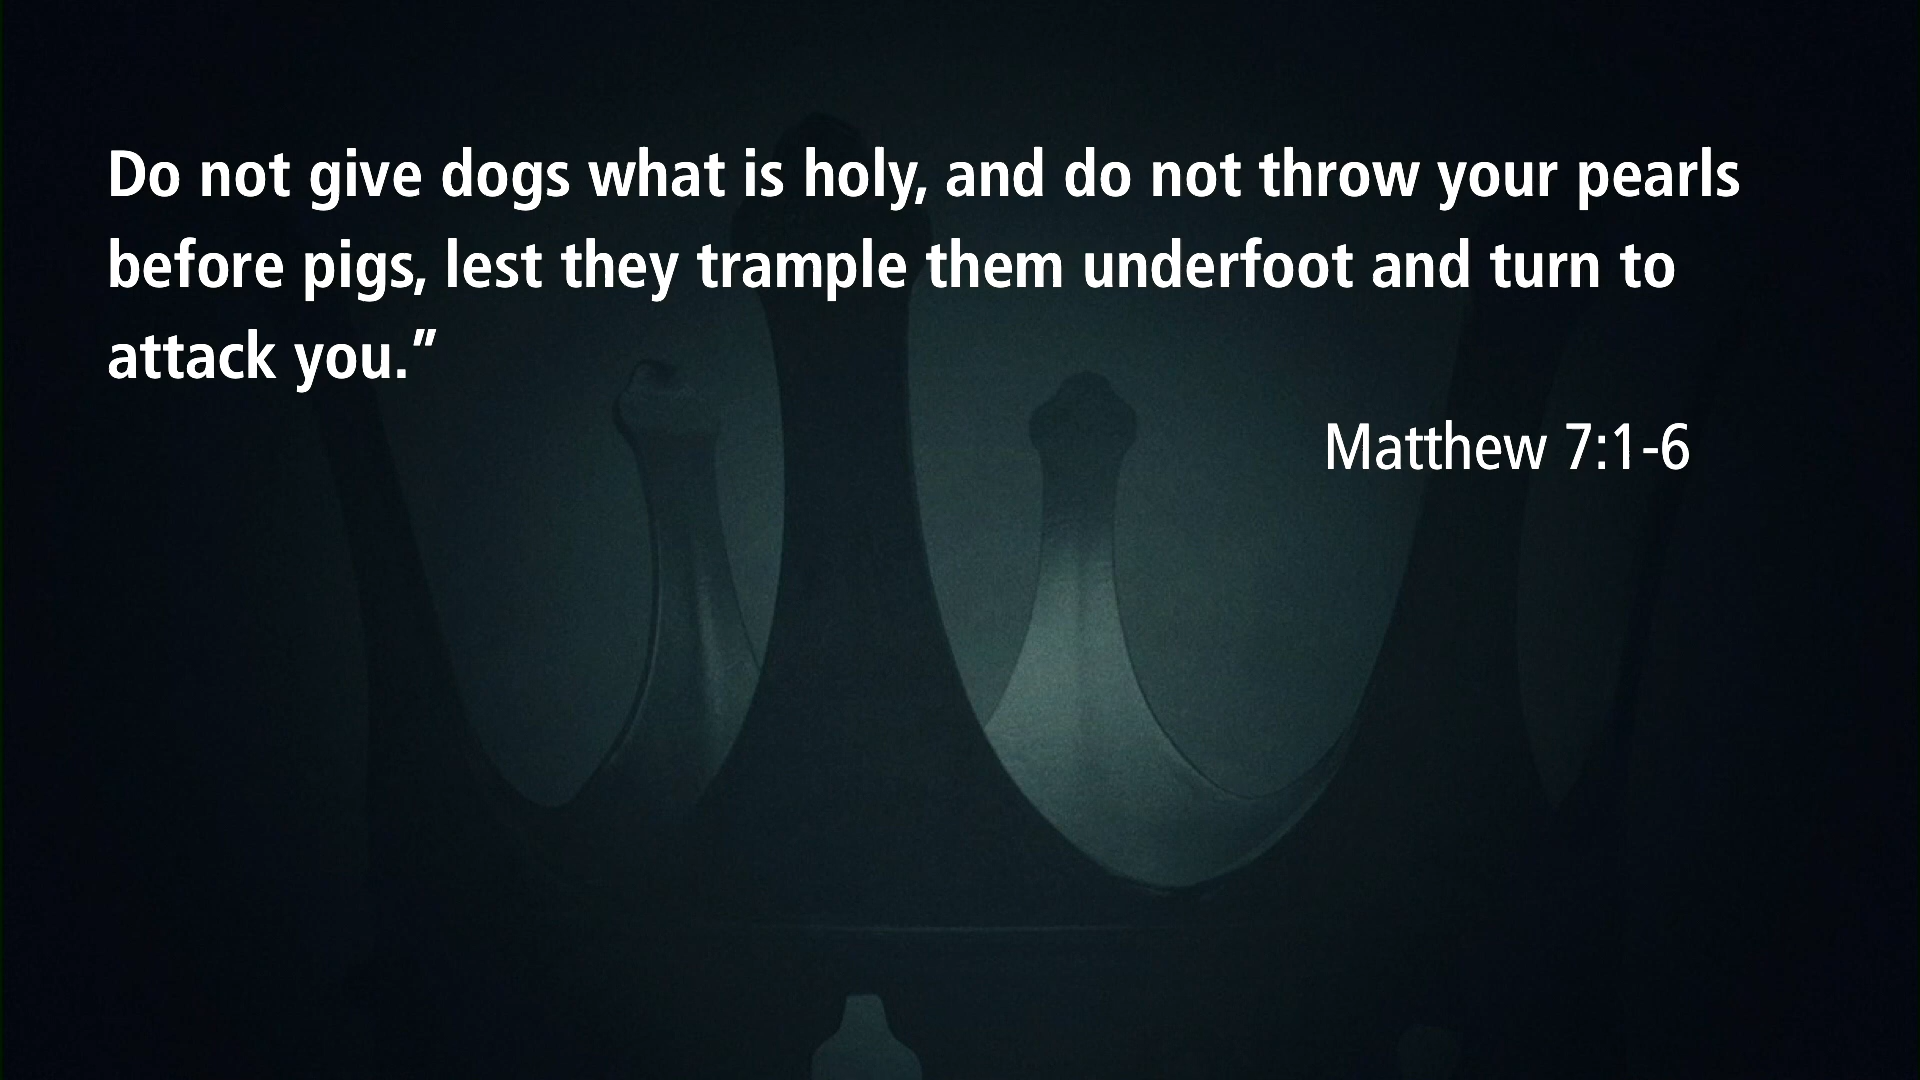 Do not give dogs what is holy, and do not throw your pearls
before pigs, lest they trample them underfoot and turn to
attack you.”
Matthew 7:1-6